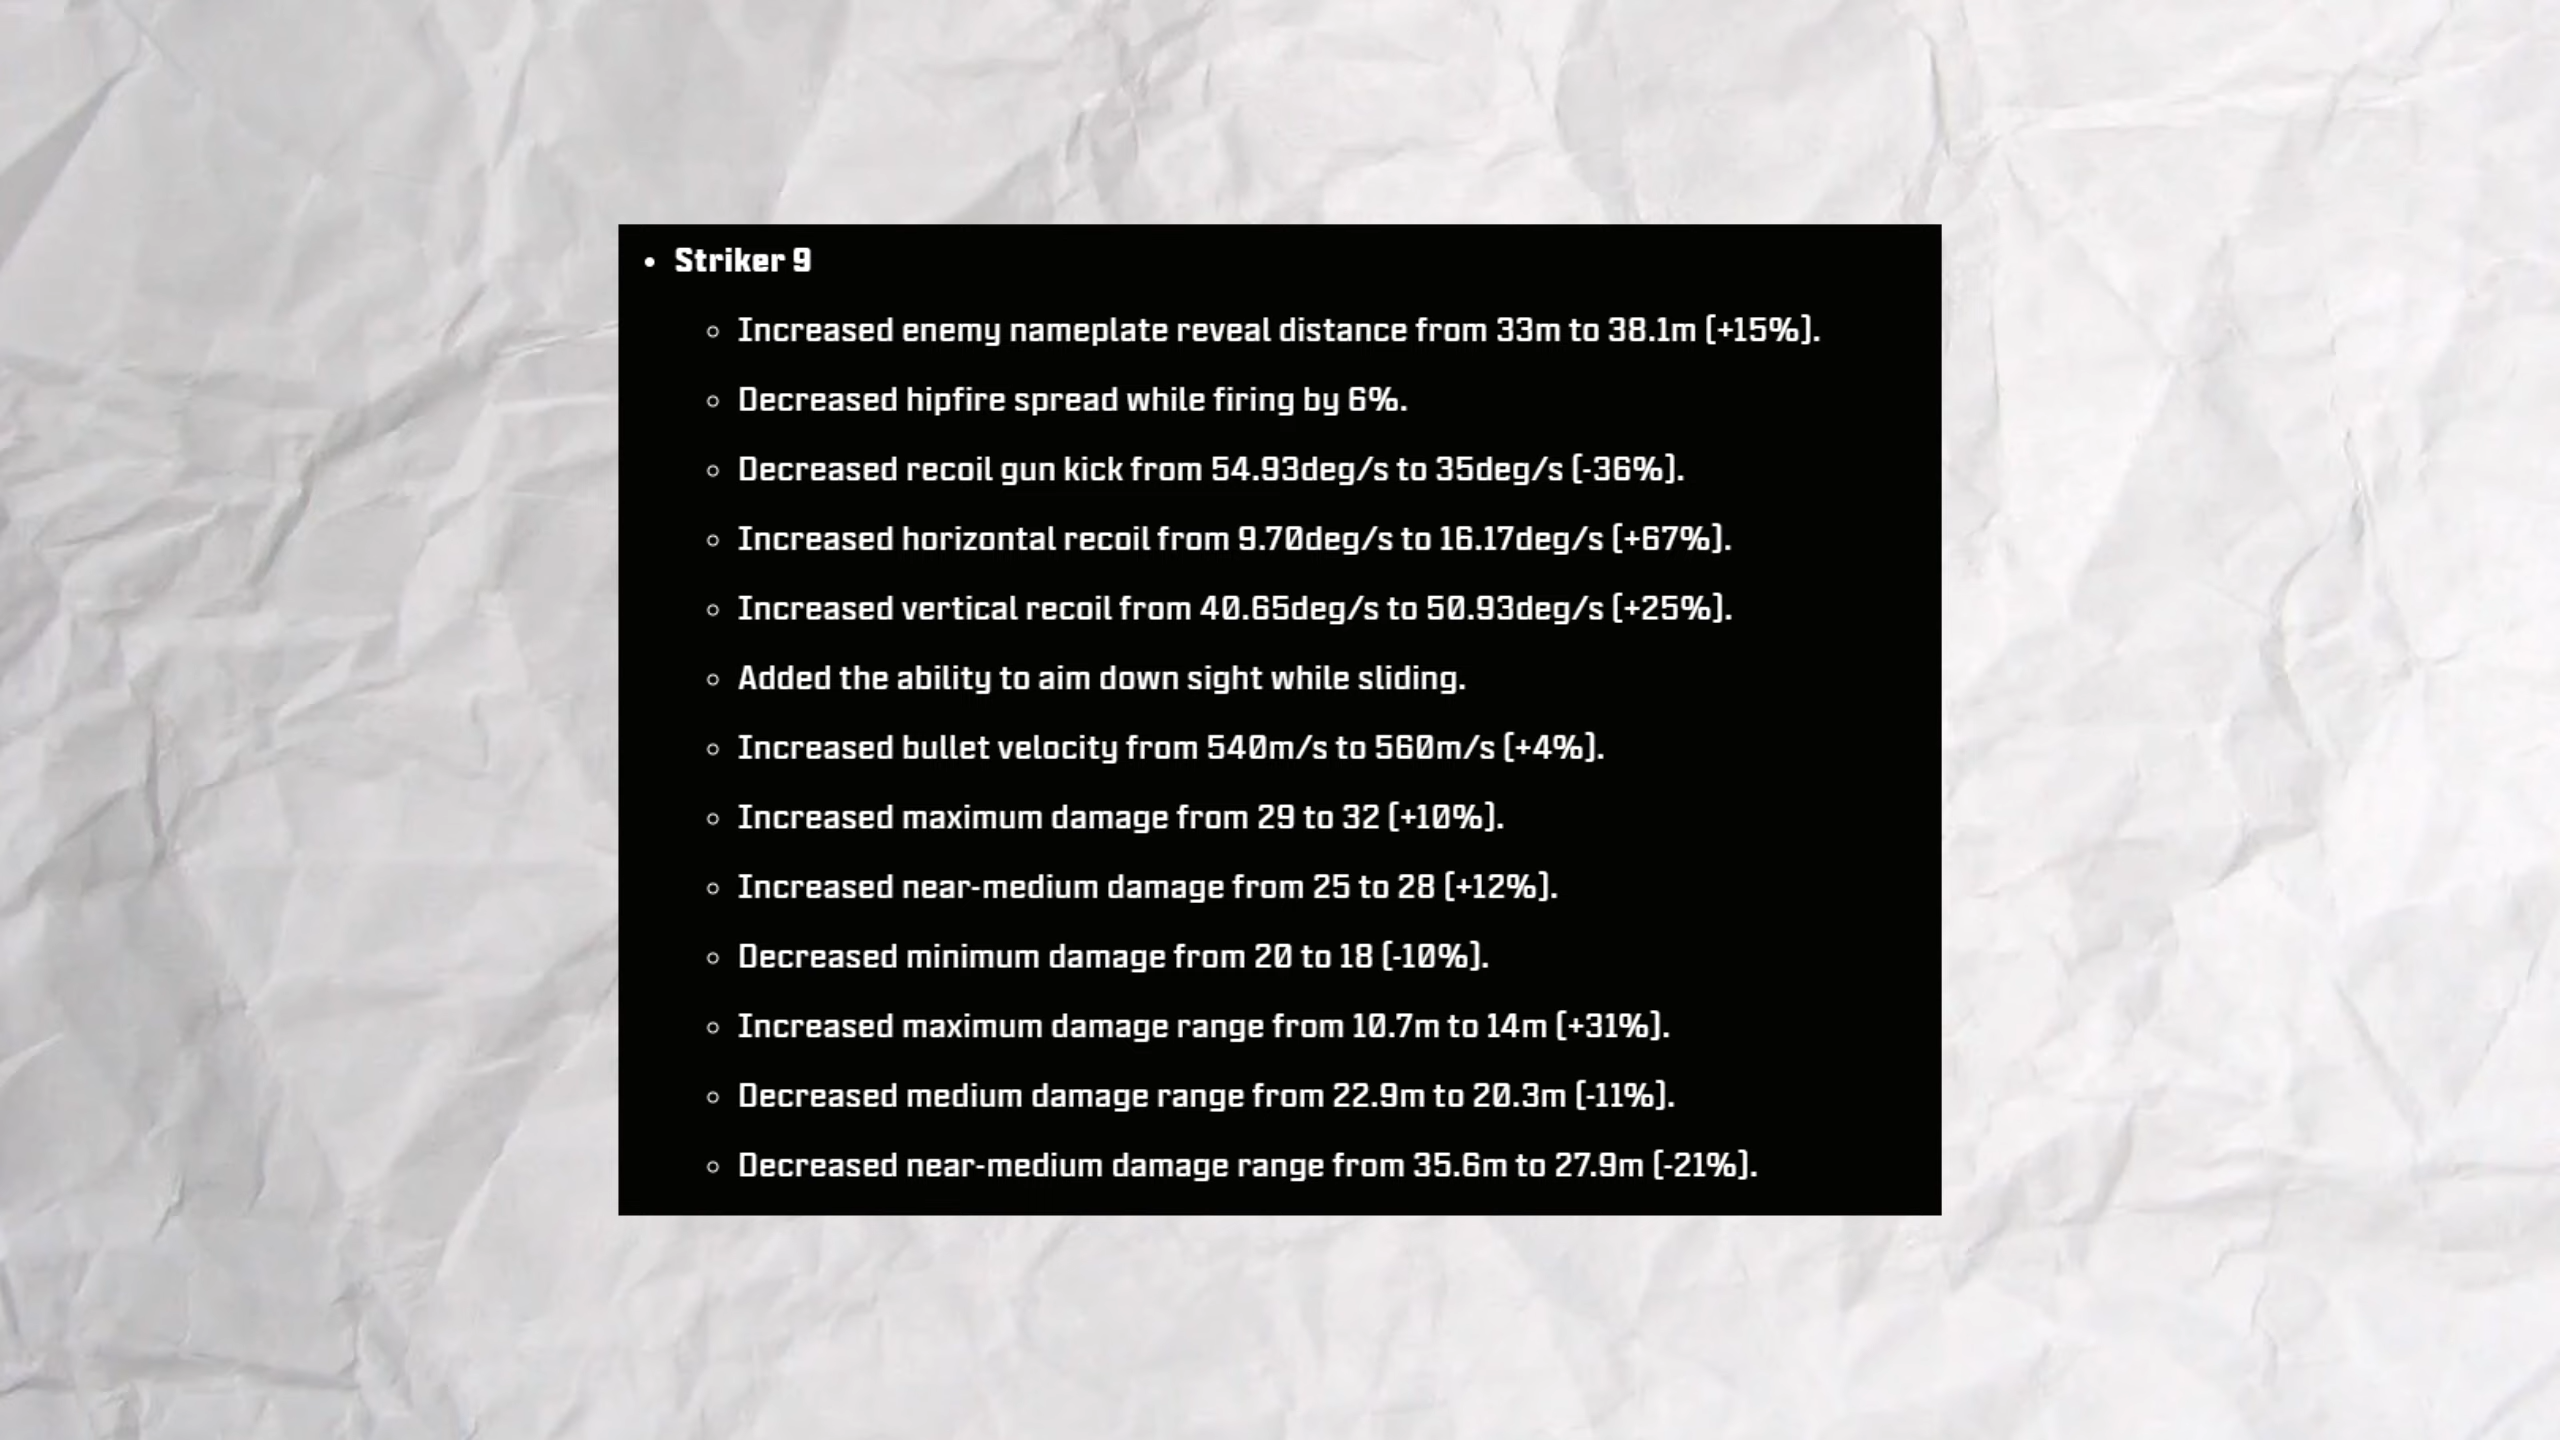 • Striker 9
◦ Increased enemy nameplate reveal distance from 33m to 38.1m [+15%].
◦ Decreased hipfire spread while firing by 6%.
◦ Decreased recoil gun kick from 54.93deg/s to 35deg/s [-36%].
◦ Increased horizontal recoil from 9.70deg/s to 16.17deg/s [+67%].
◦ Increased vertical recoil from 40.65deg/s to 50.93deg/s [+25%].
◦ Added the ability to aim down sight while sliding.
◦ Increased bullet velocity from 540m/s to 560m/s [+4%].
◦ Increased maximum damage from 29 to 32 [+10%].
◦ Increased near-medium damage from 25 to 28 [+12%].
◦ Decreased minimum damage from 20 to 18 [-10%].
◦ Increased maximum damage range from 10.7m to 14m [+31%].
◦ Decreased medium damage range from 22.9m to 20.3m [-11%].
◦ Decreased near-medium damage range from 35.6m to 27.9m [-21%].